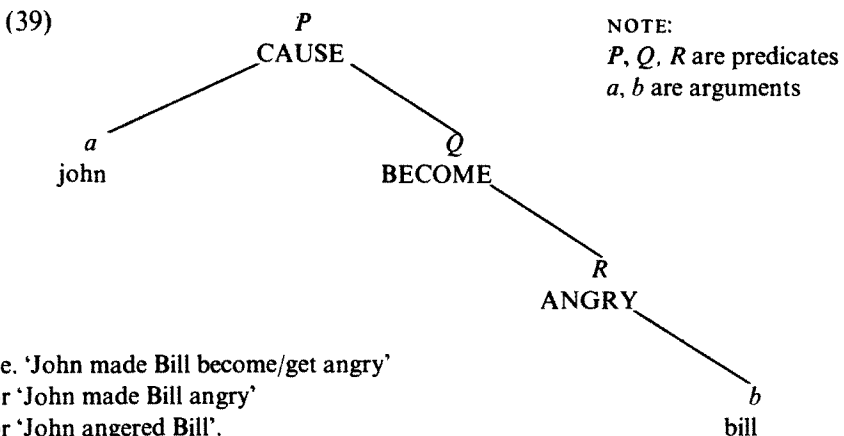 (39)
P
CAUSE
NOTE:
P, Q, R are predicates
a, b are arguments
a
john
Q
BECOME
R
ANGRY
e. ‘John made Bill become/get angry’
r ‘John made Bill angry’
r ‘John angered Bill’.
b
bill